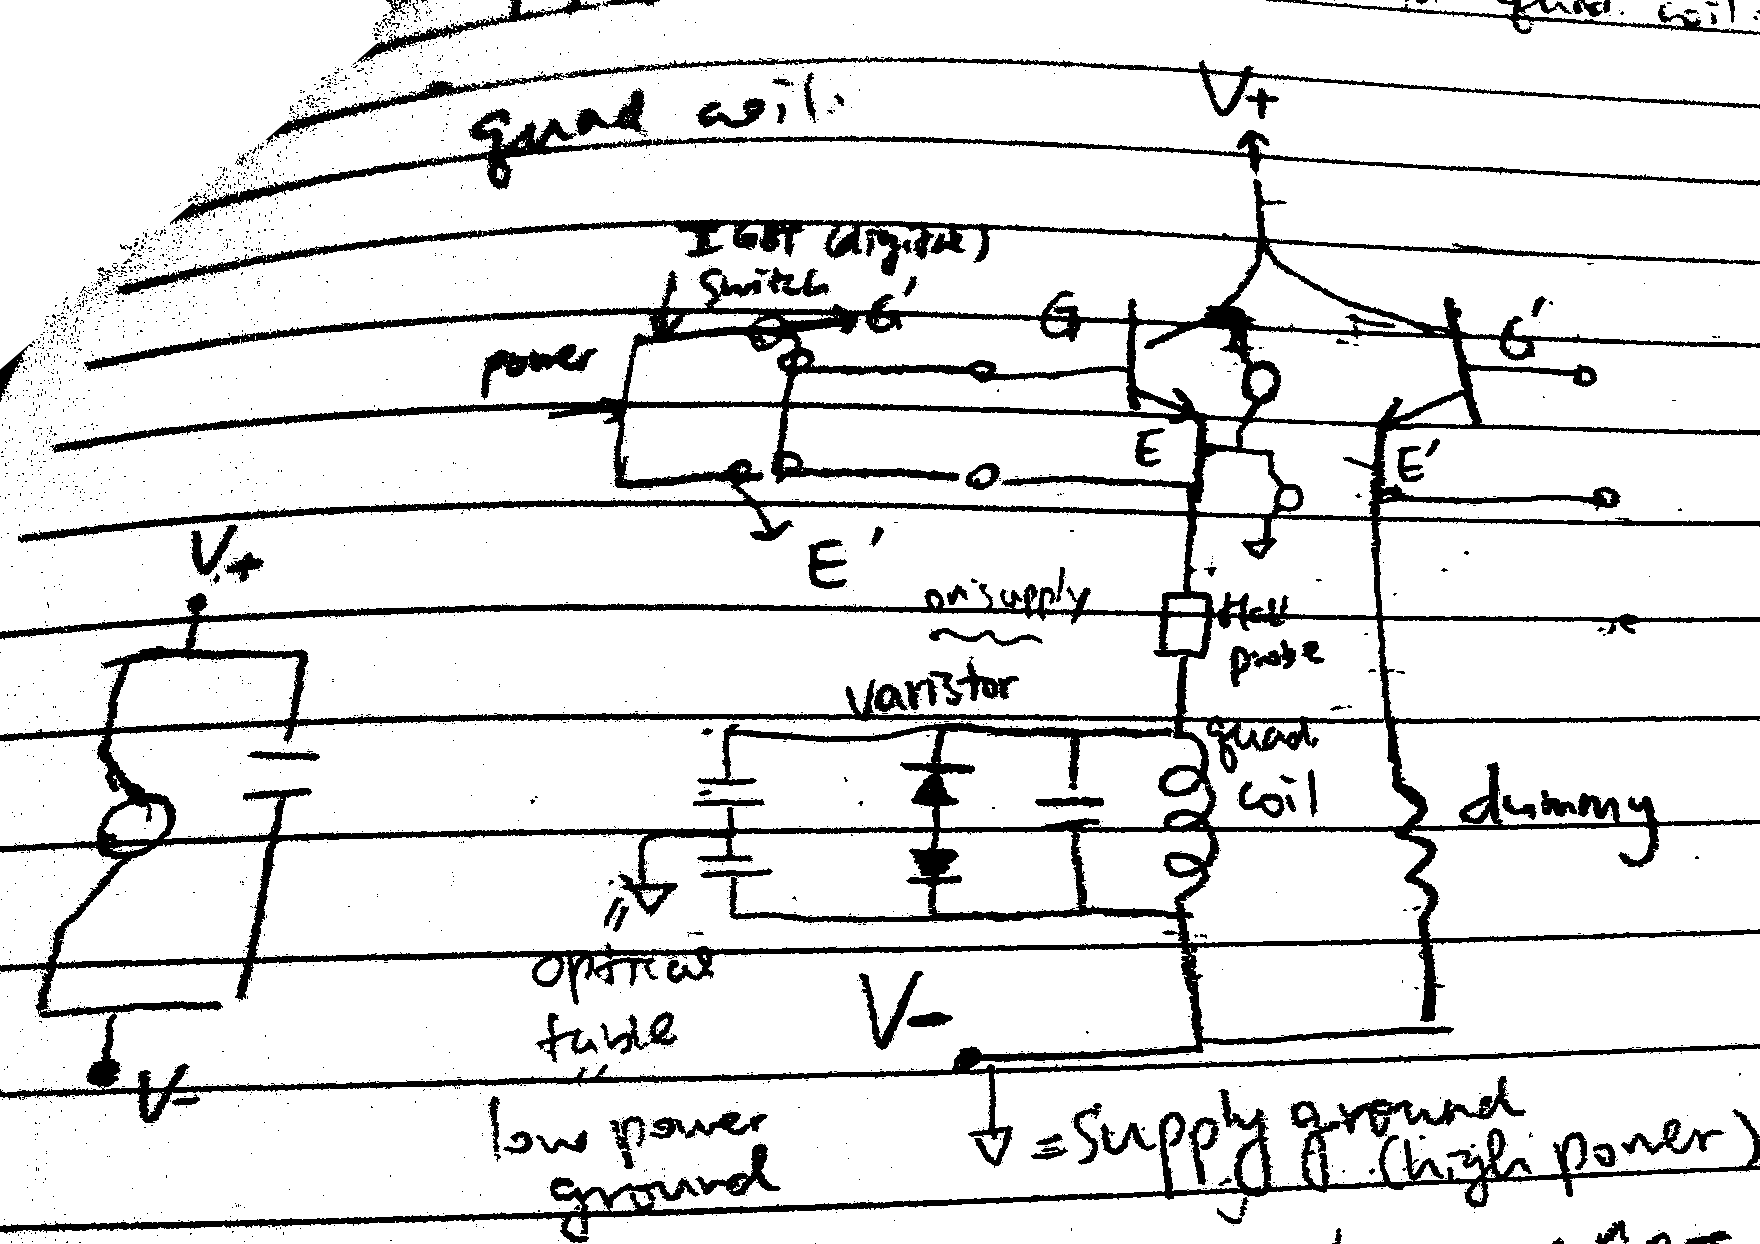 quad coil.
quad coil.
V+
IGBT (digital)
switch
G'
G
G'
power
E
E'
E'
V+
on supply
Hall
probe
varistor
quad
coil
dummy
optical
table
V-
V-
low power
ground
= supply ground
(high power)